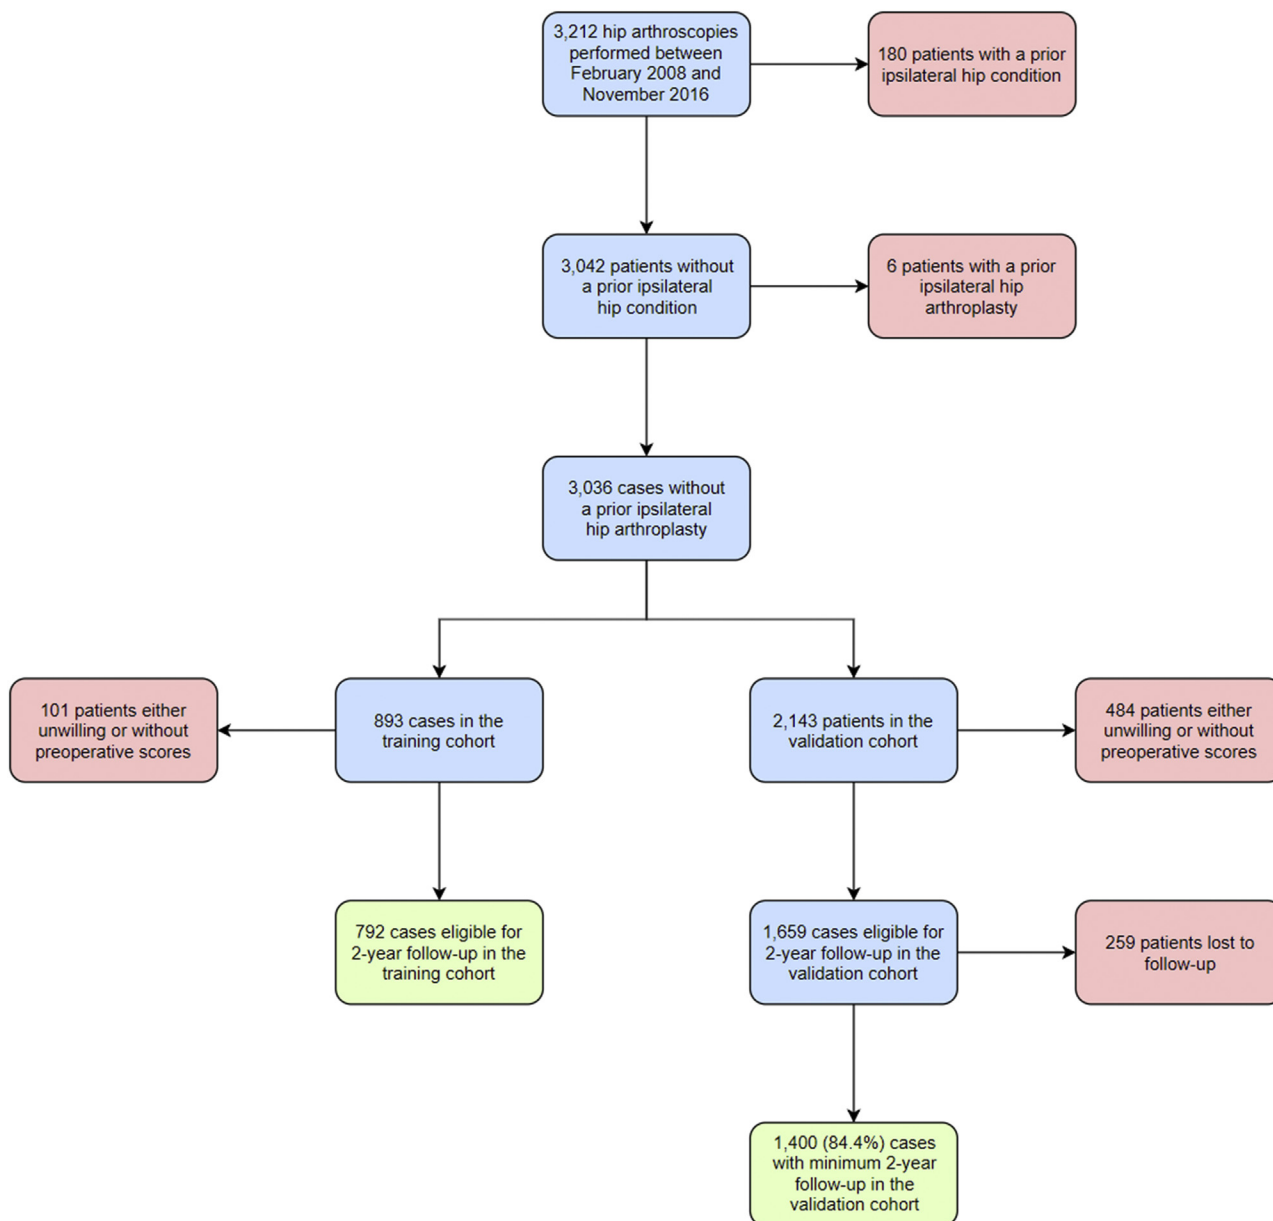 3,212 hip arthroscopies
performed between
February 2008 and
November 2016
180 patients with a prior
ipsilateral hip condition
3,042 patients without
a prior ipsilateral
hip condition
6 patients with a prior
ipsilateral hip
arthroplasty
3,036 cases without
a prior ipsilateral
hip arthroplasty
101 patients either
unwilling or without
preoperative scores
893 cases in the
training cohort
2,143 patients in the
validation cohort
484 patients either
unwilling or without
preoperative scores
792 cases eligible for
2-year follow-up in the
training cohort
1,659 cases eligible for
2-year follow-up in the
validation cohort
259 patients lost to
follow-up
1,400 (84.4%) cases
with minimum 2-year
follow-up in the
validation cohort